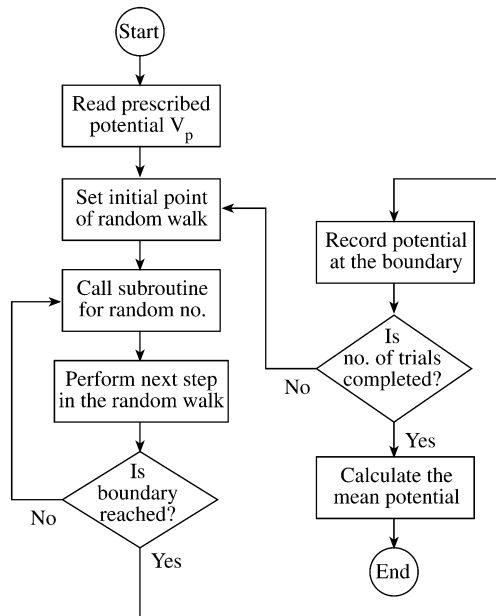 Start
Read prescribed
potential Vp
Set initial point
of random walk
Call subroutine
for random no.
Perform next step
in the random walk
Is
boundary
reached?
No
Yes
Record potential
at the boundary
Is
no. of trials
completed?
No
Yes
Calculate the
mean potential
End